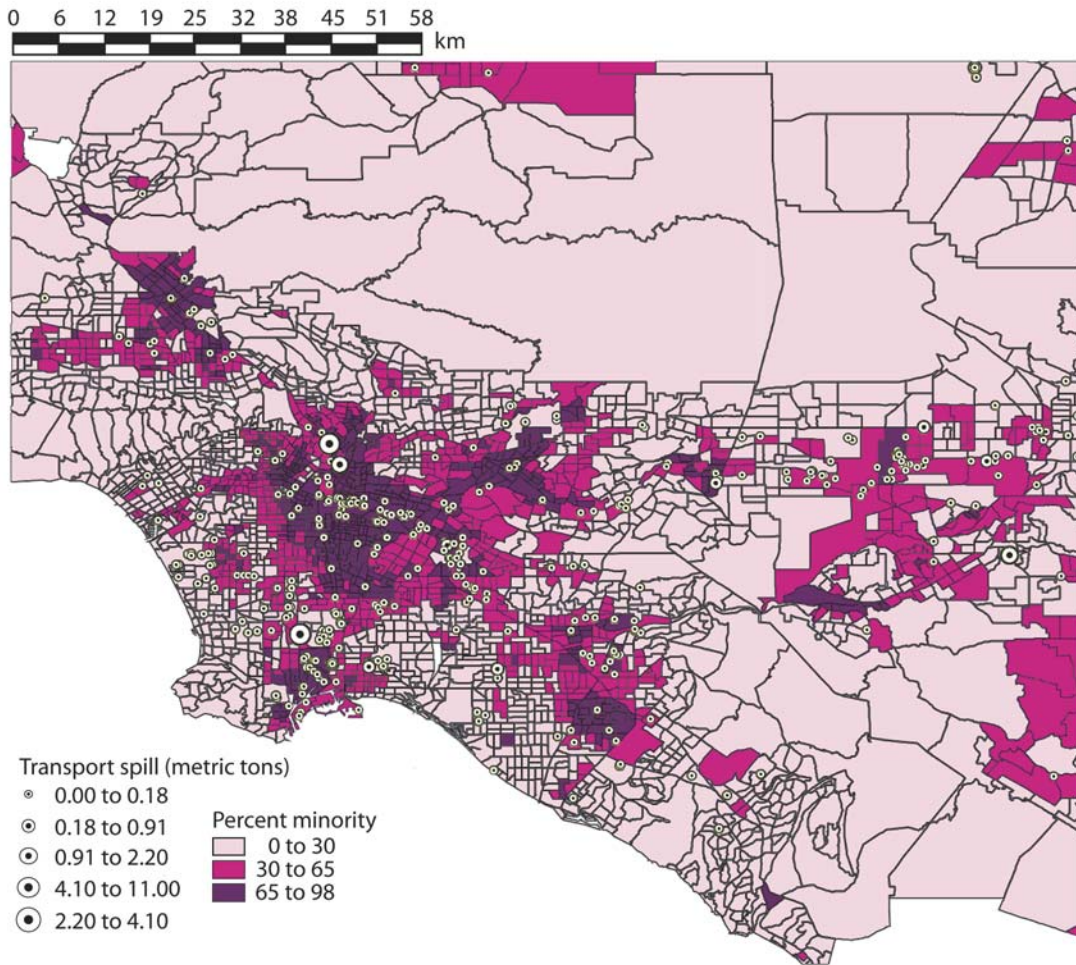 0 6 12 19 25 32 38 45 51 58
km
Transport spill (metric tons)
0.00 to 0.18
0.18 to 0.91
0.91 to 2.20
4.10 to 11.00
2.20 to 4.10
Percent minority
0 to 30
30 to 65
65 to 98